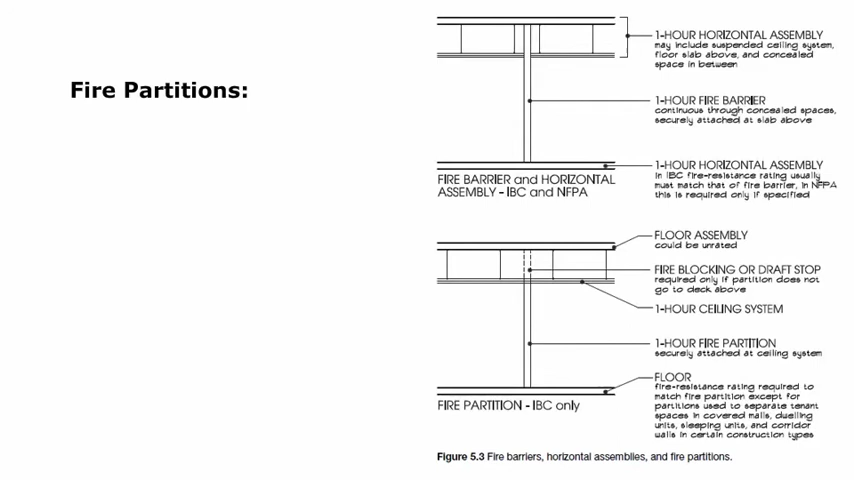 Fire Partitions:
1-HOUR HORIZONTAL ASSEMBLY
may include suspended ceiling system,
floor slab above, and concealed
space in between
1-HOUR FIRE BARRIER
continuous through concealed spaces,
securely attached at slab above
1-HOUR HORIZONTAL ASSEMBLY
in IBC fire-resistance rating usually
must match that of fire barrier, in NFPA
this is required only if specified
FIRE BARRIER and HORIZONTAL
ASSEMBLY - IBC and NFPA
FLOOR ASSEMBLY
could be unrated
FIRE BLOCKING OR DRAFT STOP
required only if partition does not
go to deck above
1-HOUR CEILING SYSTEM
1-HOUR FIRE PARTITION
securely attached at ceiling system
FLOOR
fire-resistance rating required to
match fire partition except for
partitions used to separate tenant
spaces in covered malls, dwelling
units, sleeping units, and corridor
walls in certain construction types
FIRE PARTITION - IBC only
Figure 5.3 Fire barriers, horizontal assemblies, and fire partitions.